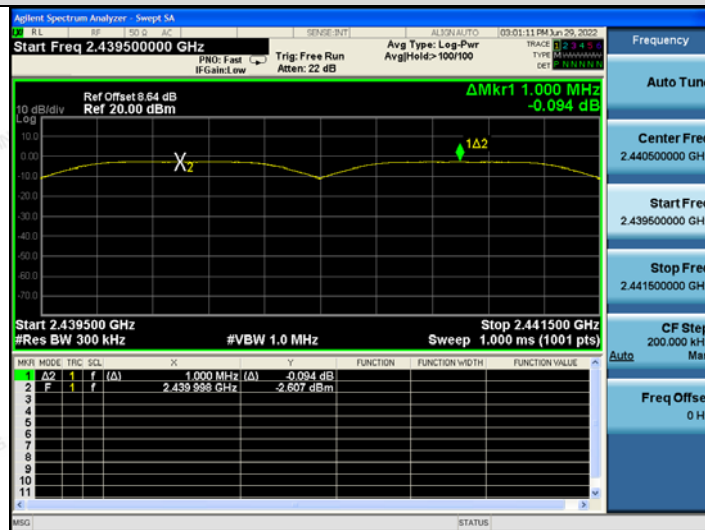 Agilent Spectrum Analyzer - Swept SA
RL RF 50 Ω AC SENSE:INT ALIGN AUTO 03:01:11 PM Jun 29, 2022
Start Freq 2.439500000 GHz
PNO: Fast
IFGain:Low
Trig: Free Run
Atten: 22 dB
Avg Type: Log-Pwr
Avg|Hold:> 100/100
TRACE 1 2 3 4 5 6
TYPE M
DET P N N N N N
ΔMkr1 1.000 MHz
-0.094 dB
Ref Offset 8.64 dB
10 dB/div Ref 20.00 dBm
Log
10.0
0.00
-10.0
-20.0
-30.0
-40.0
-50.0
-60.0
-70.0
X2
1Δ2
Start 2.439500 GHz Stop 2.441500 GHz
#Res BW 300 kHz #VBW 1.0 MHz Sweep 1.000 ms (1001 pts)
MKR MODE TRC SCL X Y FUNCTION FUNCTION WIDTH FUNCTION VALUE
1 Δ2 1 f (Δ) 1.000 MHz (Δ) -0.094 dB
2 F 1 f 2.439 998 GHz -2.607 dBm
3
4
5
6
7
8
9
10
11
MSG STATUS
Frequency
Auto Tun
Center Fre
2.440500000 GH
Start Fre
2.439500000 GH
Stop Fre
2.441500000 GH
CF Step
200.000 kH
Auto Ma
Freq Offse
0 H